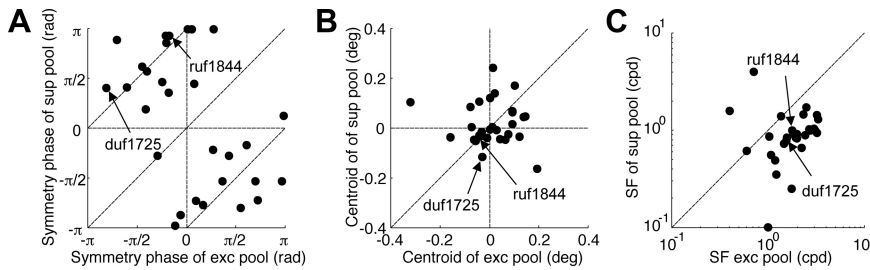 A
Symmetry phase of sup pool (rad)
π
π/2
0
-π/2
-π
-π
-π/2
0
π/2
π
Symmetry phase of exc pool (rad)
ruf1844
duf1725
B
Centroid of of sup pool (deg)
0.4
0.2
0
-0.2
-0.4
-0.4
-0.2
0
0.2
0.4
Centroid of exc pool (deg)
ruf1844
duf1725
C
SF of sup pool (cpd)
10
10⁰
10⁻¹
10⁻¹
10⁰
10
SF exc pool (cpd)
ruf1844
duf1725